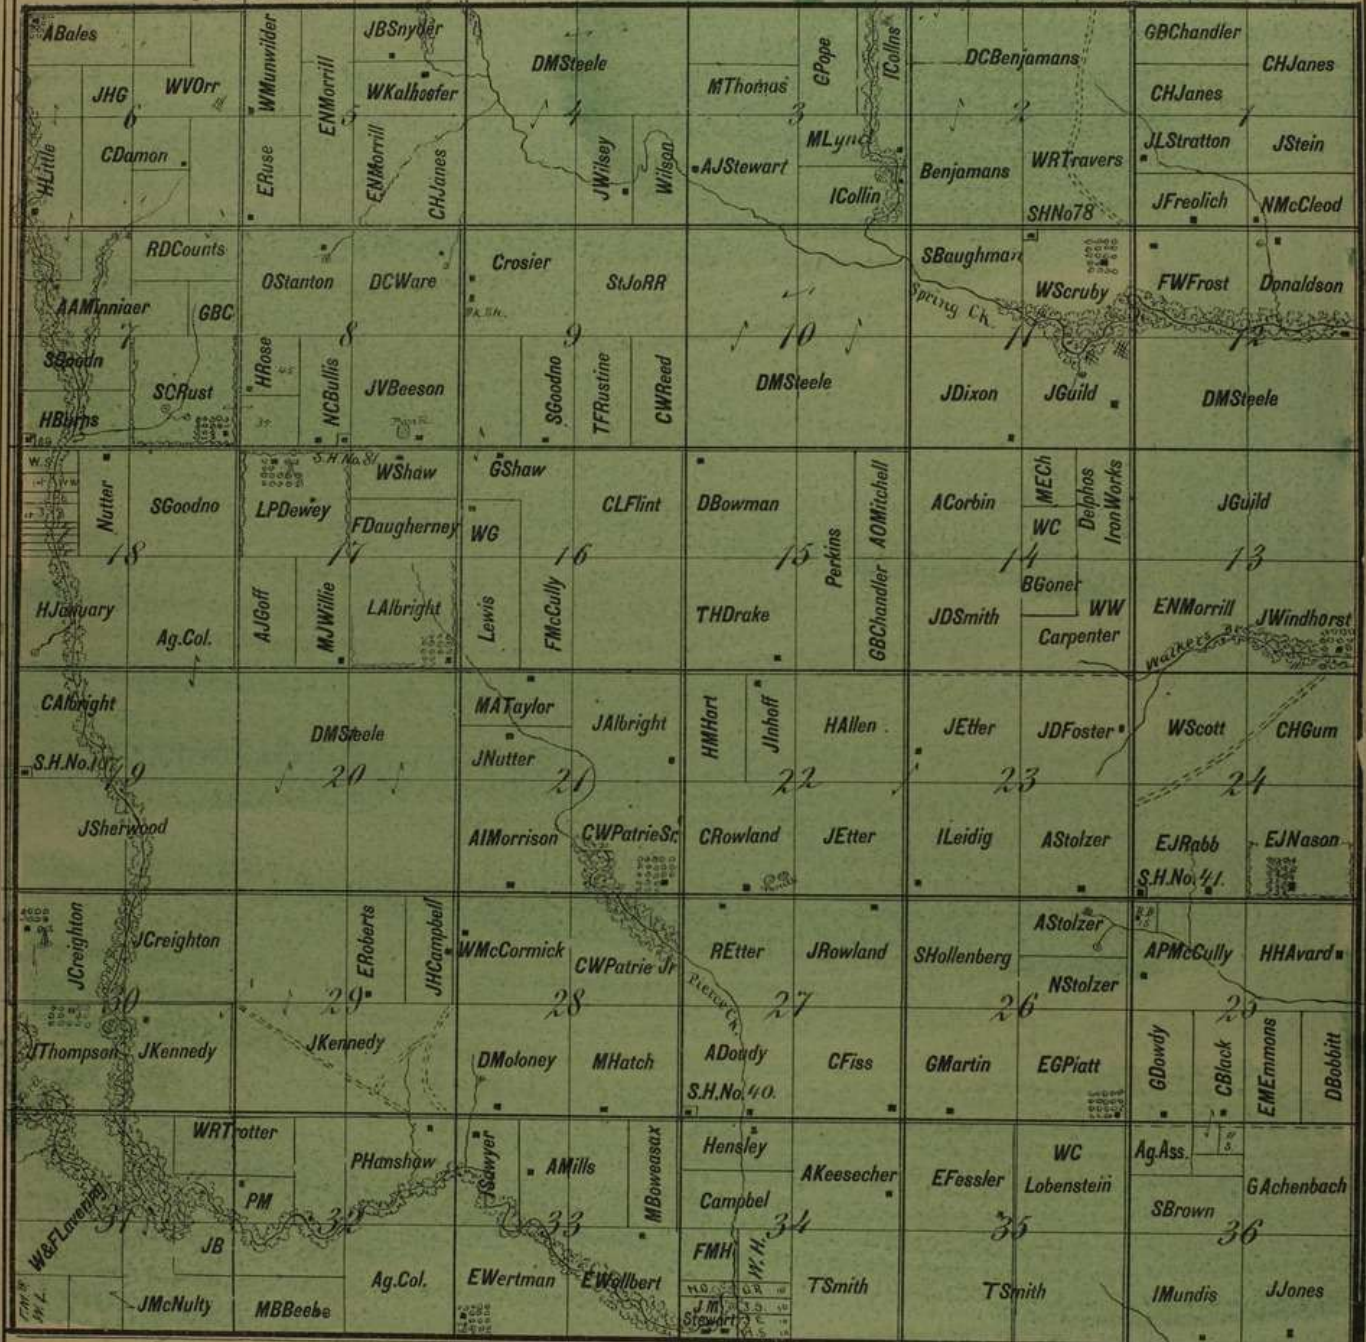 ABales
JHG
6
WVOrr
HLittle
CDamon
WMunwilder
ENMorrill
5
JBSnyder
WKalhoefer
ERuse
ENMorrill
CHJanes
DMSteele
4
JWilsey
Wilson
MThomas
GPope
ICollns
3
MLynd
AJStewart
ICollin
DCBenjamans
2
Benjamans
WRTravers
SHNo78
GBChandler
CHJanes
CHJanes
1
JLStratton
JStein
JFreolich
NMcCleod
RDCounts
AAMinniaer
GBC
7
SGoodn
SCRust
HBurns
OStanton
DCWare
8
HRose
NCBullis
JVBeeson
Crosier
StJoRR
9
SGoodno
TFRustine
CWReed
10
DMSteele
SBaughman
Spring Ck.
WScruby
11
JDixon
JGuild
FWFrost
Donaldson
12
DMSteele
Nutter
SGoodno
18
HJanuary
Ag.Col.
S.H.No.81
WShaw
LPDewey
FDaugherney
17
AJGoff
MJWillie
LAlbright
GShaw
WG
CLFlint
16
Lewis
FMcCully
DBowman
Perkins
AOMitchell
15
THDrake
GBChandler
ACorbin
MECh
WC
Delphos
IronWorks
14
BGoner
JDSmith
WW
Carpenter
JGuild
13
ENMorrill
Walkers Br.
JWindhorst
CAlbright
S.H.No.107
19
JSherwood
DMSteele
20
MATaylor
JNutter
JAlbright
21
AIMorrison
CWPatrieSr.
HMHort
JInhoff
HAllen
22
CRowland
JEtter
JEtter
JDFoster
23
ILeidig
AStolzer
WScott
CHGum
24
EJRabb
EJNason
S.H.No.41.
JCreighton
JCreighton
30
JThompson
JKennedy
ERoberts
JHCampbell
29
JKennedy
WMcCormick
CWPatrie Jr
28
DMoloney
MHatch
REtter
JRowland
PierceCk.
27
ADoudy
CFiss
S.H.No.40.
SHollenberg
AStolzer
NStolzer
26
GMartin
EGPiatt
APMcCully
HHAvard
25
GDowdy
CBlack
EMEmmons
DBobbitt
WRTrotter
PM
W&FLavering
31
JB
JMcNulty
PHanshaw
32
MBBeebe
Ag.Col.
JSawyer
AMills
MBoweasax
33
EWertman
EWollbert
Hensley
Campbel
AKeesecher
34
FMH
W.H.
J M
Stewart
TSmith
EFessler
WC
Lobenstein
35
TSmith
Ag.Ass.
SBrown
GAchenbach
36
IMundis
JJones